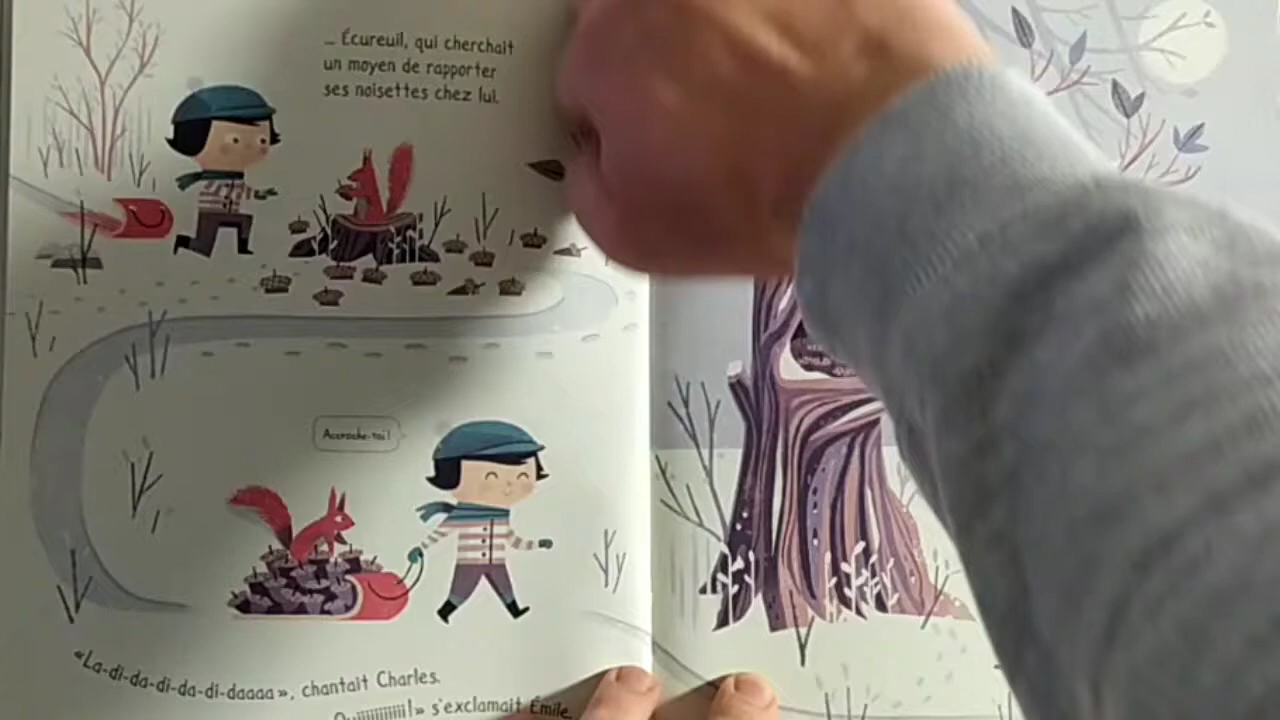 ... Écureuil, qui cherchait
un moyen de rapporter
ses noisettes chez lui.
Accroche-toi!
«La-di-da-di-da-di-daaaa», chantait Charles.
Ouiiiiiiiiii!» s'exclamait Émile.